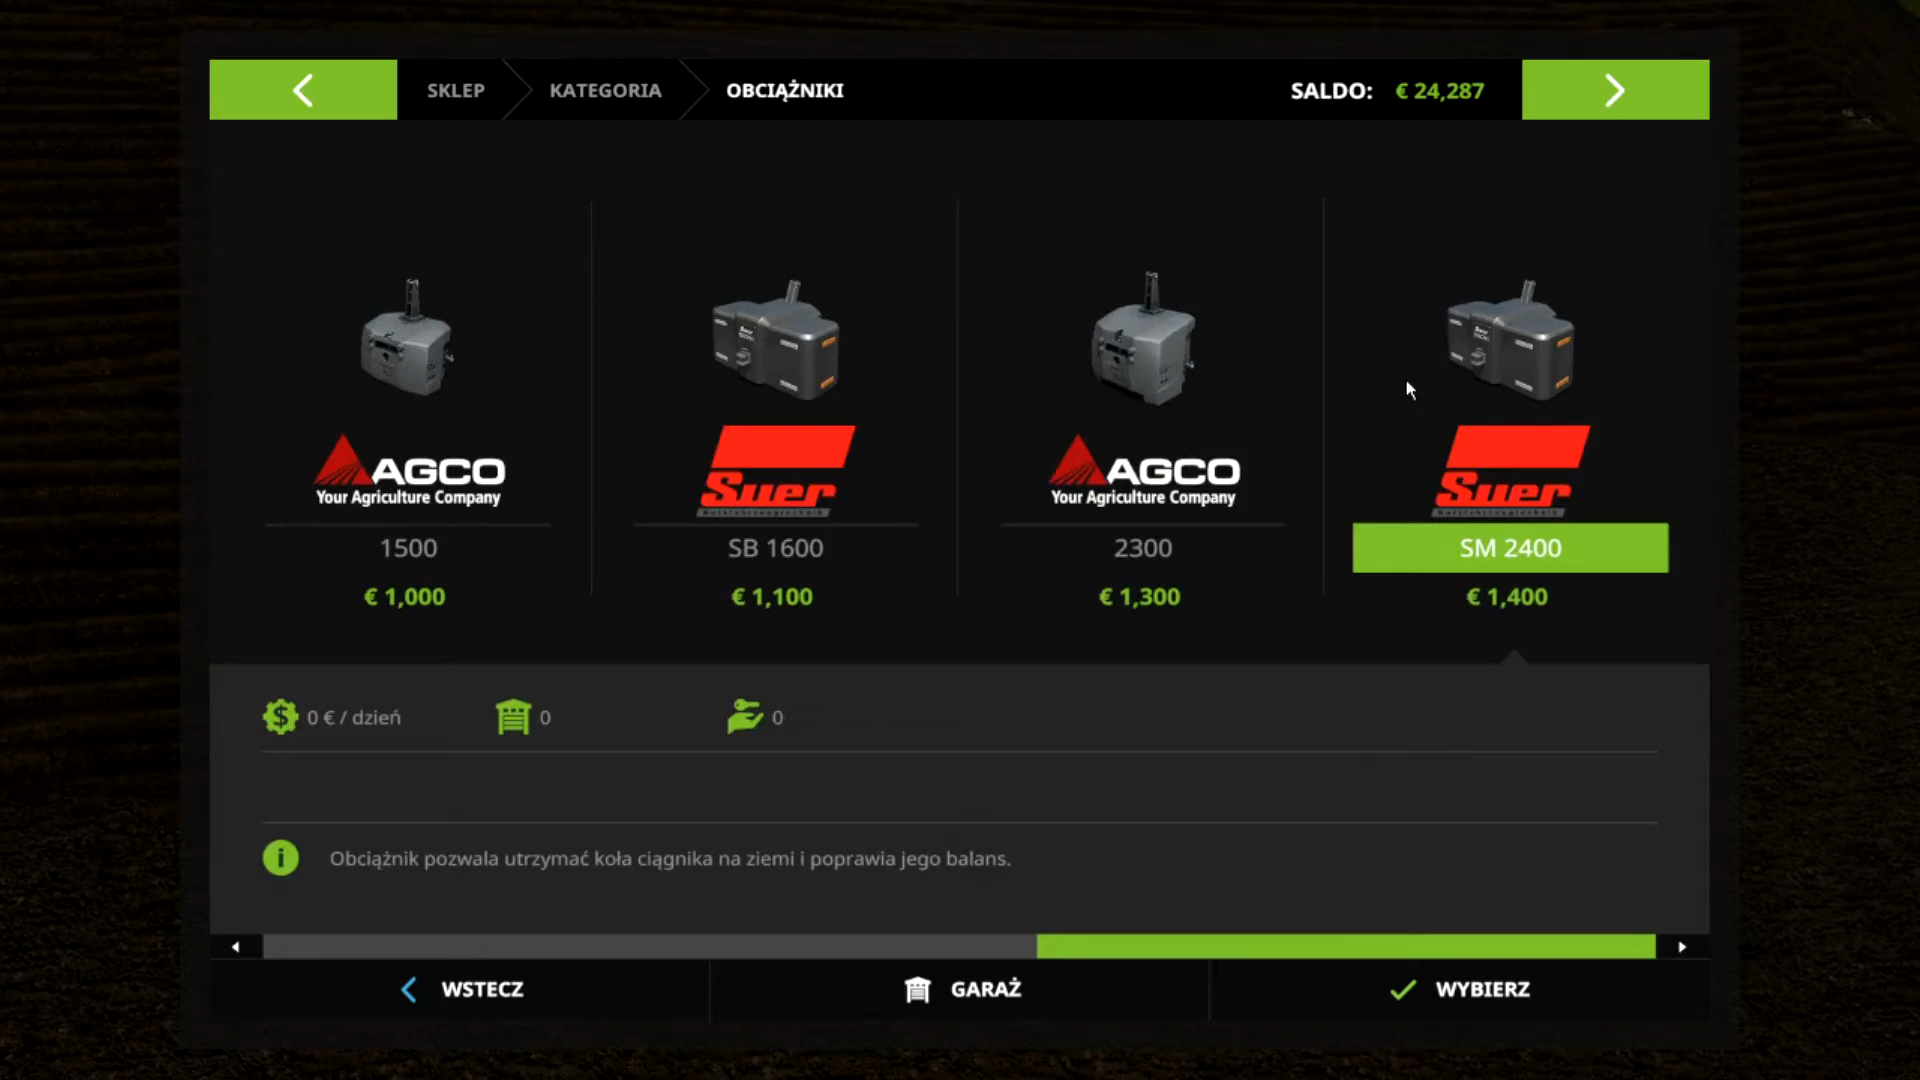 SKLEP
KATEGORIA
OBCIĄŻNIKI
SALDO: € 24,287
AGCO
Your Agriculture Company
Suer
AGCO
Your Agriculture Company
Suer
1500
SB 1600
2300
SM 2400
€ 1,000
€ 1,100
€ 1,300
€ 1,400
0 € / dzień
0
0
Obciążnik pozwala utrzymać koła ciągnika na ziemi i poprawia jego balans.
WSTECZ
GARAŻ
WYBIERZ